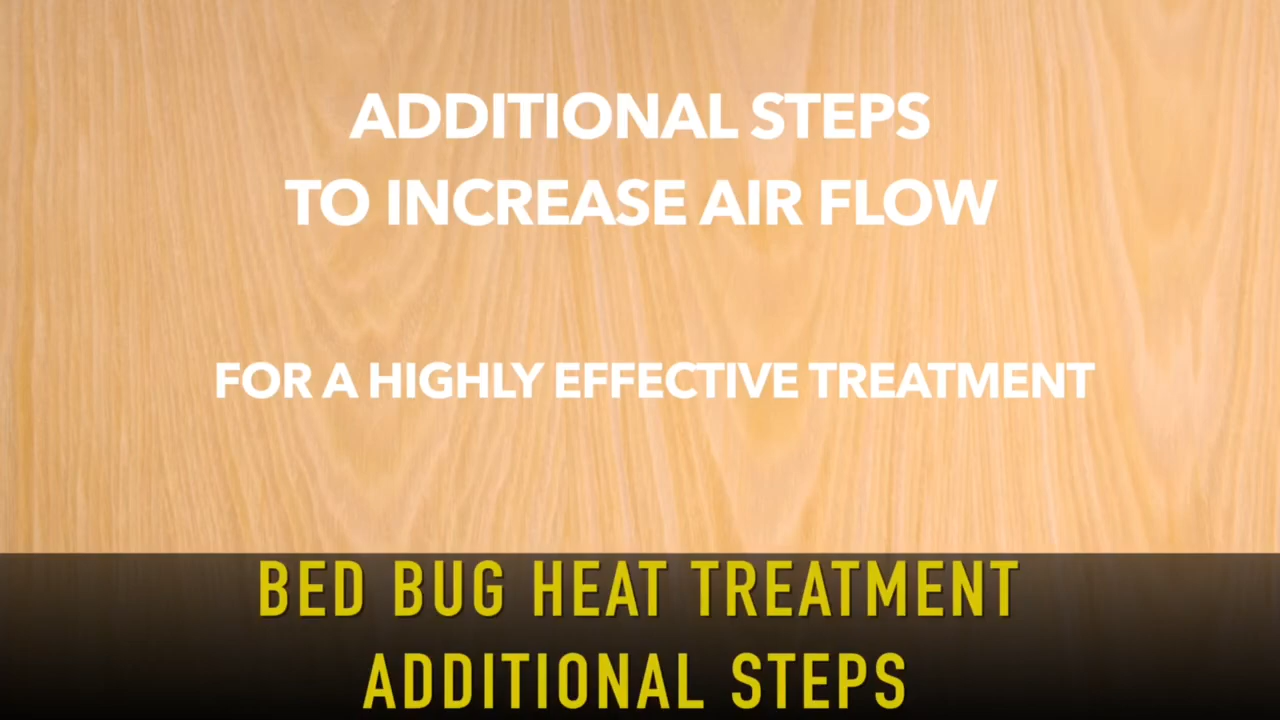 ADDITIONAL STEPS
TO INCREASE AIR FLOW
FOR A HIGHLY EFFECTIVE TREATMENT
BED BUG HEAT TREATMENT
ADDITIONAL STEPS